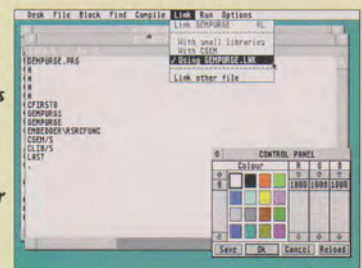 Desk File Block Find Compile Link Run Options
Link GEMPURGE XL
With small libraries
With CGEM
✓ Using GEMPURGE.LNK
Link other file
GEMPURGE.PRG
N
N
N
N
CFIRSTO
GEMPURG1
GEMPURGE
EMBEDDER\RSRCFUNC
CGEM/S
CLIB/S
LAST
.
CONTROL PANEL
Colour R G B
0 1000 1000 1000
Save Ok Cancel Reload
s
r